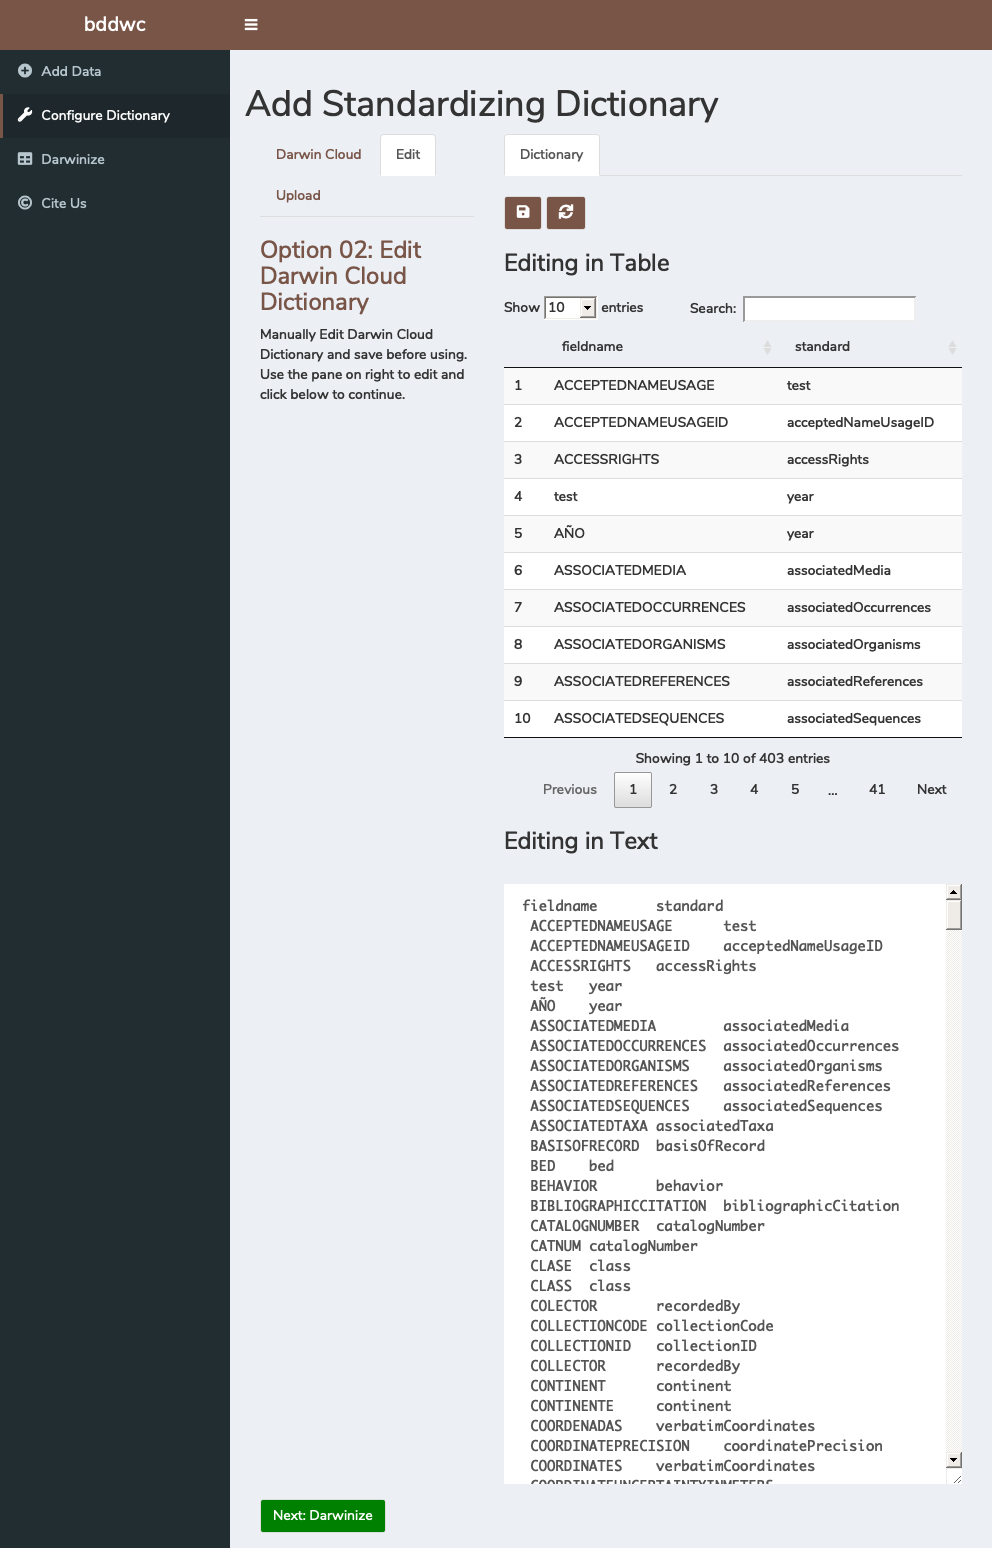 bddwc
Add Data
Configure Dictionary
Darwinize
Cite Us
Add Standardizing Dictionary
Darwin Cloud
Edit
Upload
Option 02: Edit
Darwin Cloud
Dictionary
Manually Edit Darwin Cloud
Dictionary and save before using.
Use the pane on right to edit and
click below to continue.
Dictionary
Editing in Table
Show 10 entries
Search:
fieldname standard
1 ACCEPTEDNAMEUSAGE test
2 ACCEPTEDNAMEUSAGEID acceptedNameUsageID
3 ACCESSRIGHTS accessRights
4 test year
5 AÑO year
6 ASSOCIATEDMEDIA associatedMedia
7 ASSOCIATEDOCCURRENCES associatedOccurrences
8 ASSOCIATEDORGANISMS associatedOrganisms
9 ASSOCIATEDREFERENCES associatedReferences
10 ASSOCIATEDSEQUENCES associatedSequences
Showing 1 to 10 of 403 entries
Previous 1 2 3 4 5 … 41 Next
Editing in Text
fieldname standard
ACCEPTEDNAMEUSAGE test
ACCEPTEDNAMEUSAGEID acceptedNameUsageID
ACCESSRIGHTS accessRights
test year
AÑO year
ASSOCIATEDMEDIA associatedMedia
ASSOCIATEDOCCURRENCES associatedOccurrences
ASSOCIATEDORGANISMS associatedOrganisms
ASSOCIATEDREFERENCES associatedReferences
ASSOCIATEDSEQUENCES associatedSequences
ASSOCIATEDTAXA associatedTaxa
BASISOFRECORD basisOfRecord
BED bed
BEHAVIOR behavior
BIBLIOGRAPHICCITATION bibliographicCitation
CATALOGNUMBER catalogNumber
CATNUM catalogNumber
CLASE class
CLASS class
COLECTOR recordedBy
COLLECTIONCODE collectionCode
COLLECTIONID collectionID
COLLECTOR recordedBy
CONTINENT continent
CONTINENTE continent
COORDENADAS verbatimCoordinates
COORDINATEPRECISION coordinatePrecision
COORDINATES verbatimCoordinates
Next: Darwinize